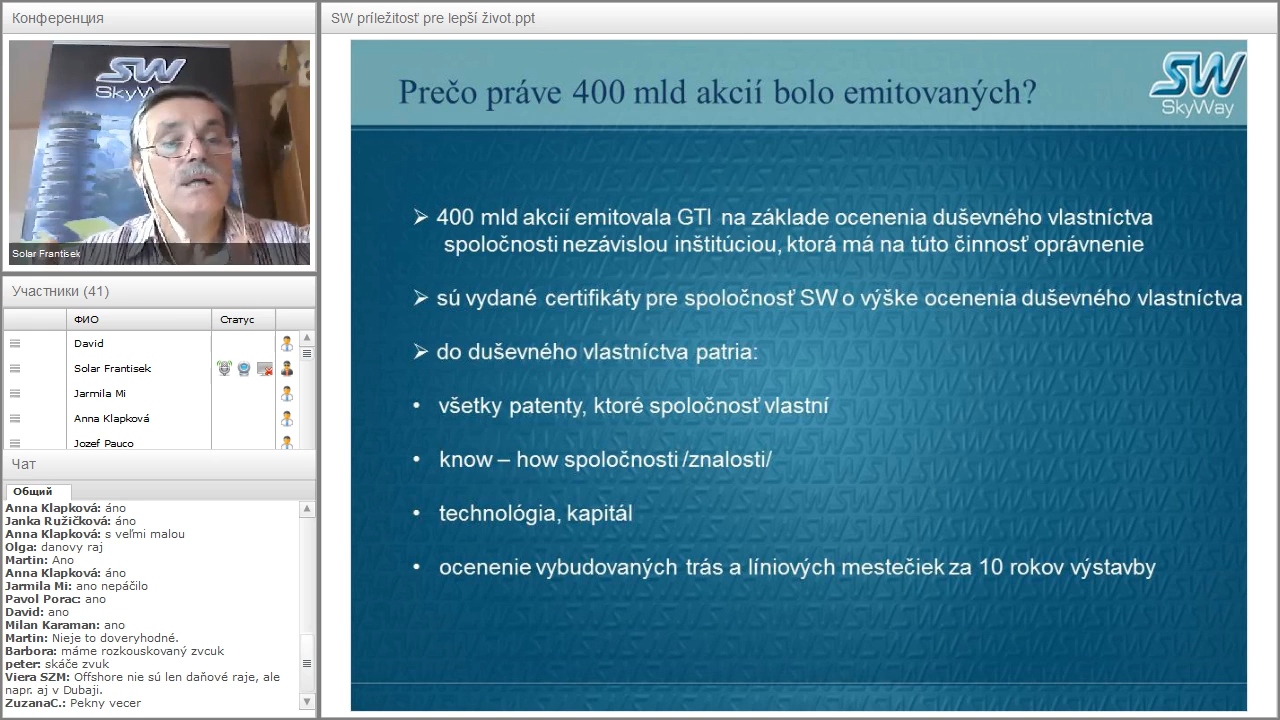 Конференция
SW
SkyWay
Solar Frantisek
Участники (41)
ФИО
Статус
David
Solar Frantisek
Jarmila Mi
Anna Klapková
Jozef Pauco
Чат
Общий
Anna Klapková: áno
Janka Ružičková: áno
Anna Klapková: s veľmi malou
Olga: danovy raj
Martin: Ano
Anna Klapková: áno
Jarmila Mi: ano nepáčilo
Pavol Porac: ano
David: ano
Milan Karaman: ano
Martin: Nieje to doveryhodné.
Barbora: máme rozkouskovaný zvcuk
peter: skáče zvuk
Viera SZM: Ofshore nie sú len daňové raje, ale
napr. aj v Dubaji.
Zuzana Č.: Pekny vecer
SW príležitosť pre lepší život.ppt
Prečo práve 400 mld akcií bolo emitovaných?
SW
SkyWay
➢ 400 mld akcií emitovala GTI na základe ocenenia duševného vlastníctva
spoločnosti nezávislou inštitúciou, ktorá má na túto činnosť oprávnenie
➢ sú vydané certifikáty pre spoločnosť SW o výške ocenenia duševného vlastníctva
➢ do duševného vlastníctva patria:
• všetky patenty, ktoré spoločnosť vlastní
• know – how spoločnosti /znalosti/
• technológia, kapitál
• ocenenie vybudovaných trás a líniových mestečiek za 10 rokov výstavby